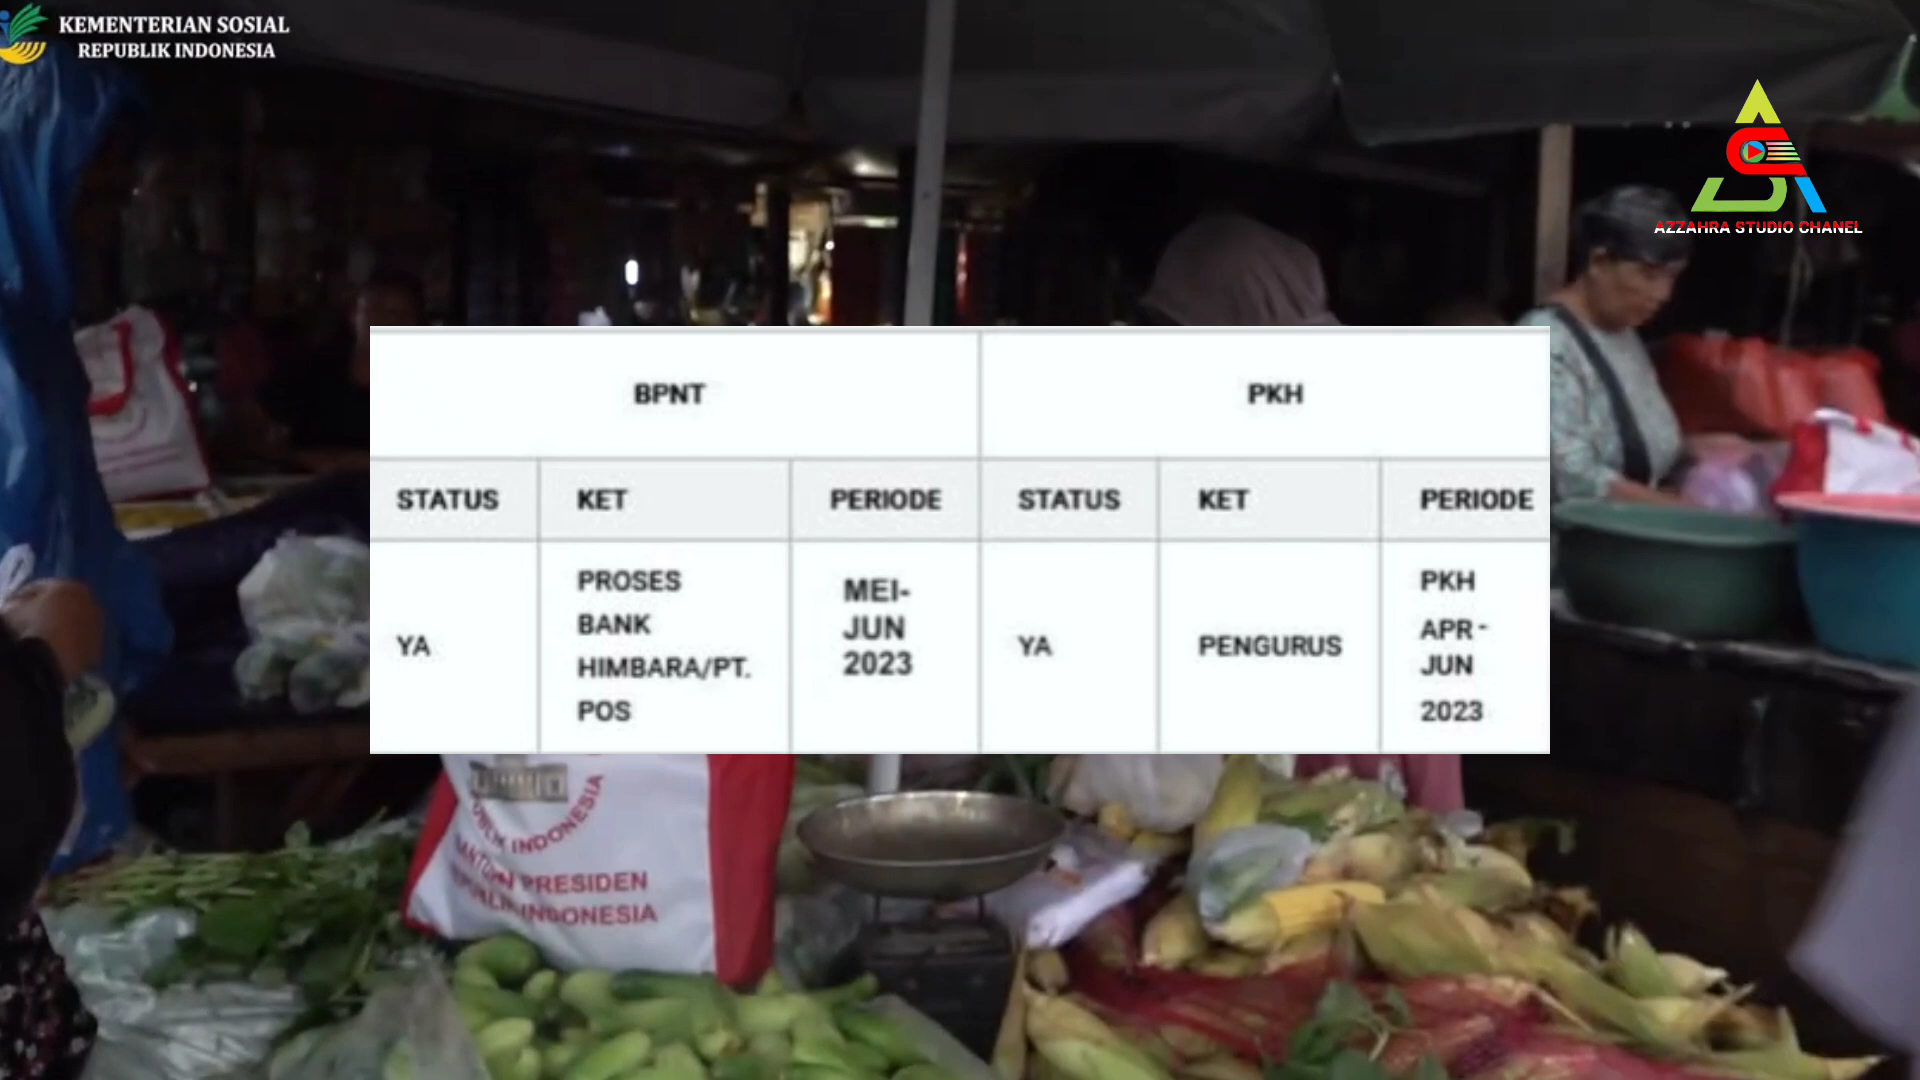 KEMENTERIAN SOSIAL
REPUBLIK INDONESIA
AZZAHRA STUDIO CHANEL
BPNT PKH
STATUS KET PERIODE STATUS KET PERIODE
YA
PROSES
BANK
HIMBARA/PT.
POS
MEI-
JUN
2023
YA
PENGURUS
PKH
APR -
JUN
2023
INDONESIA
PRESIDEN
INDONESIA